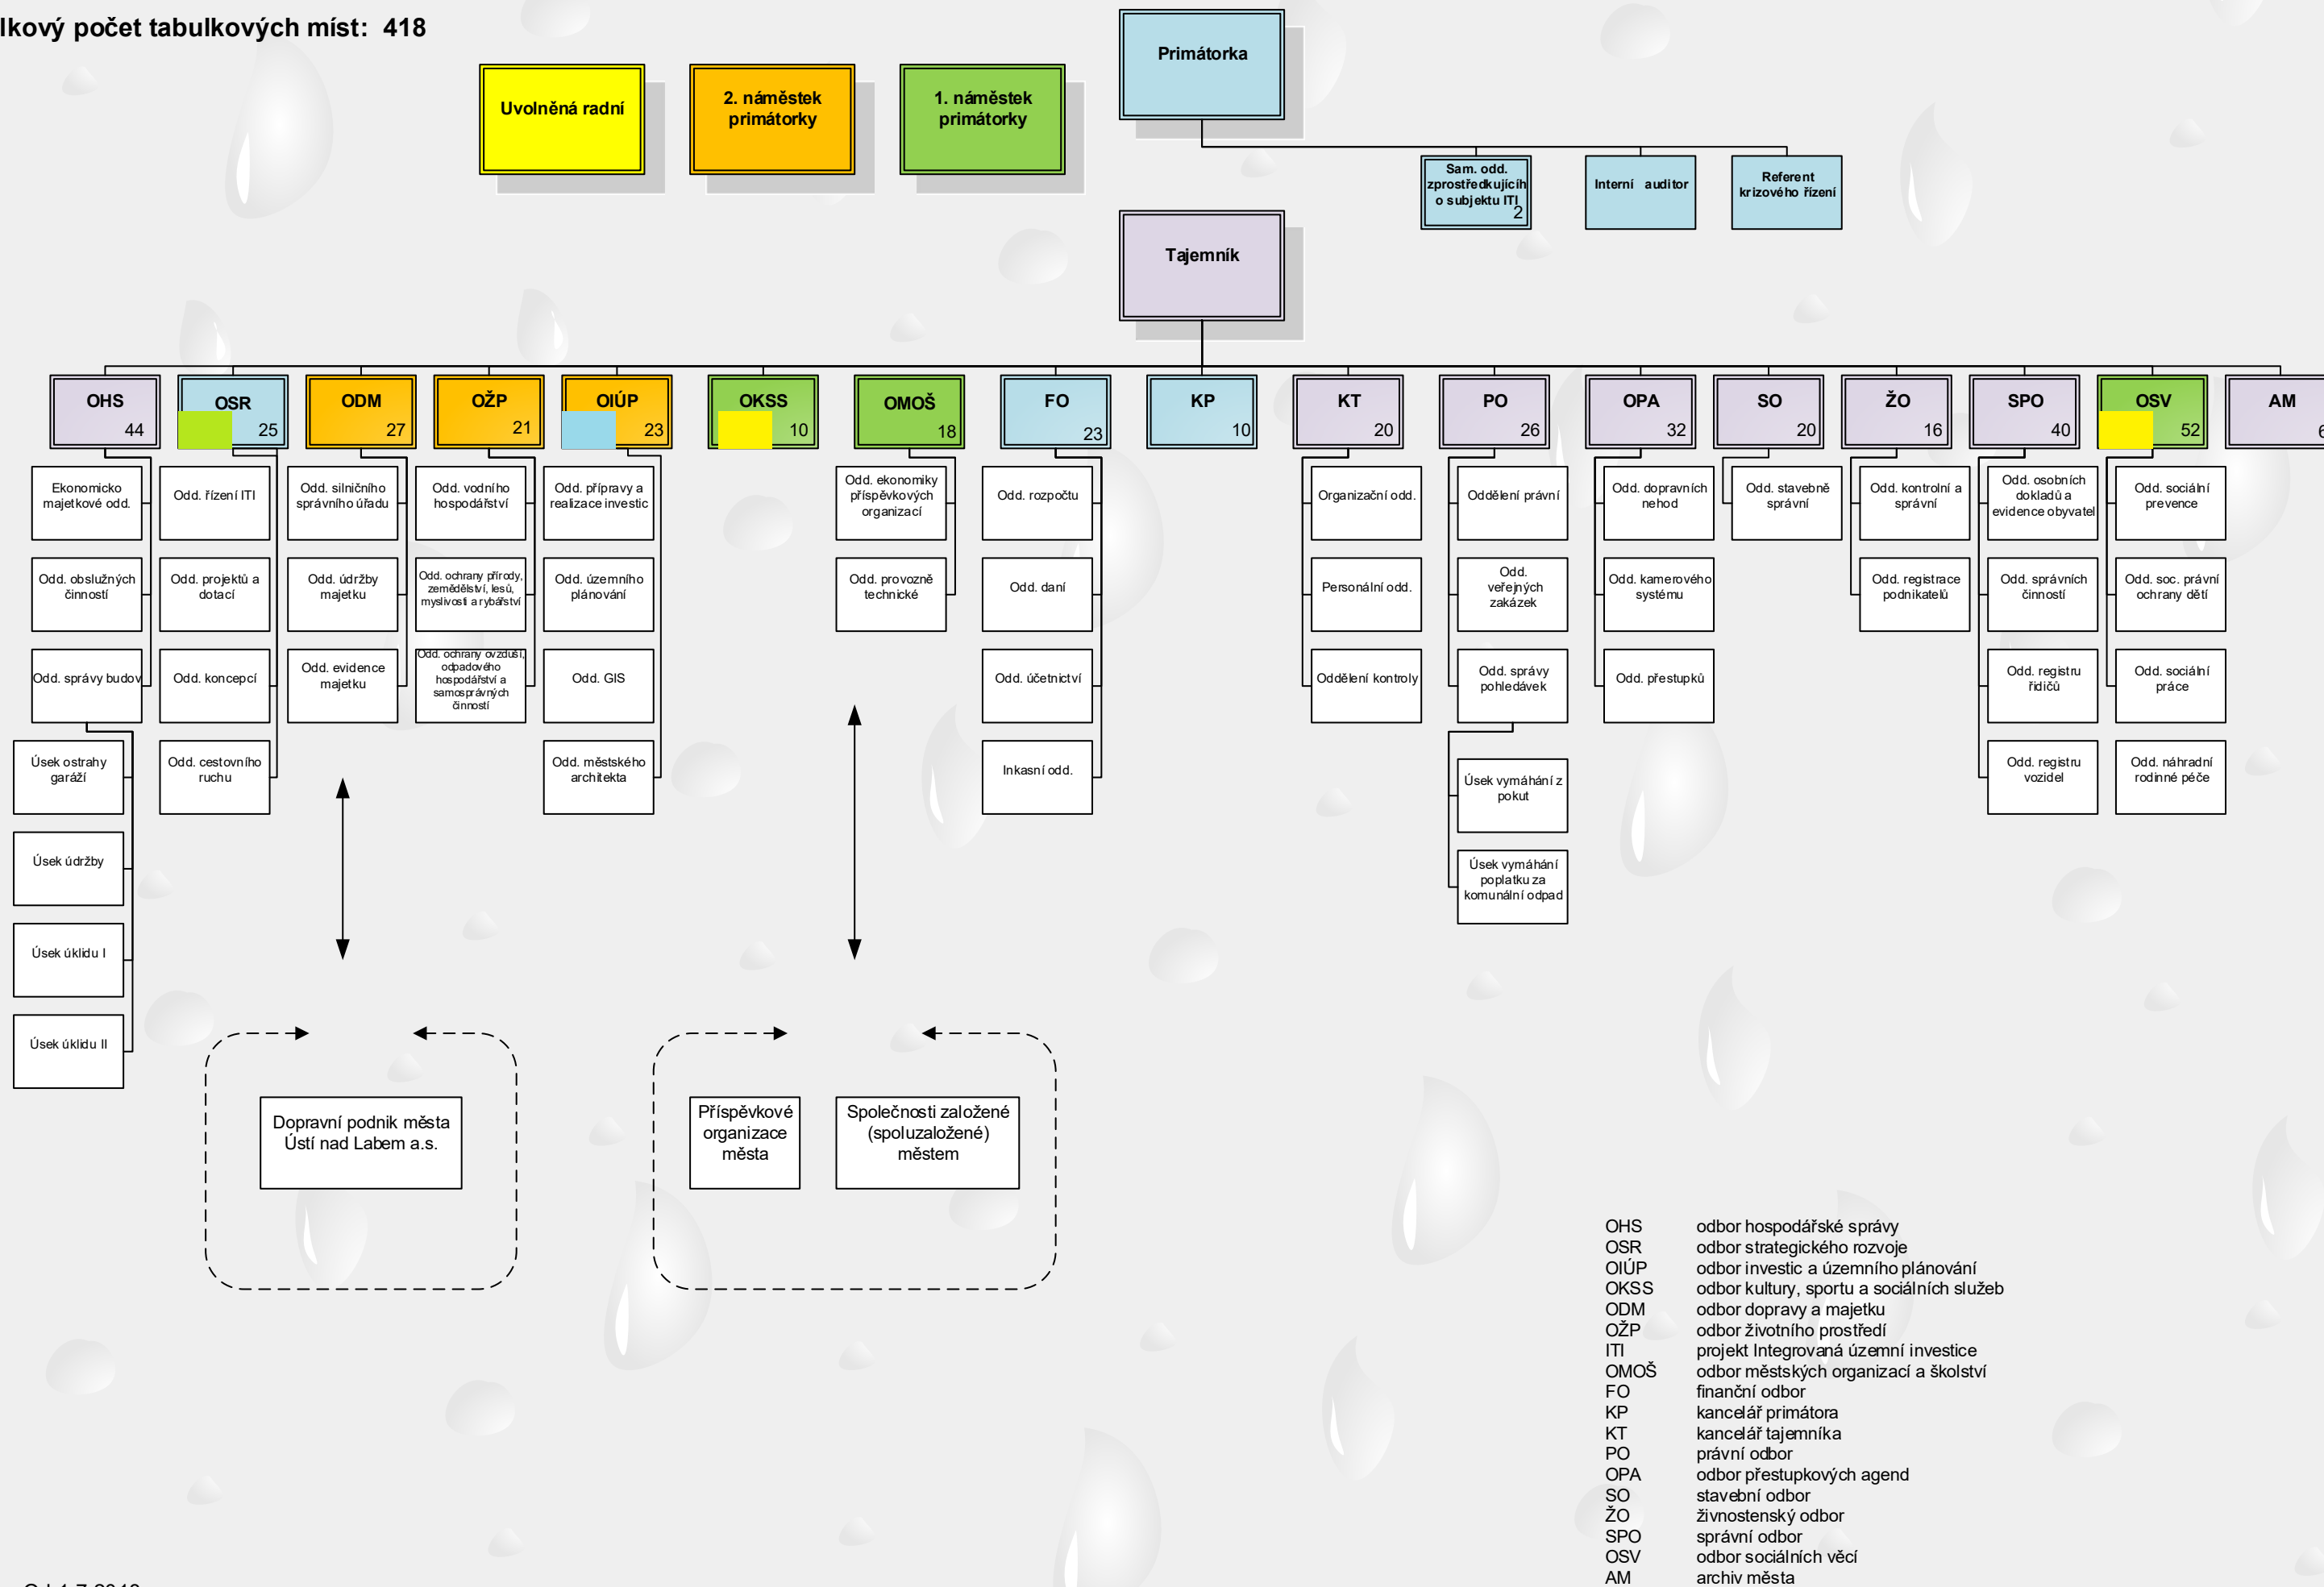 lkový počet tabulkových míst: 418
Primátorka
Uvolněná radní
2. náměstek
primátorky
1. náměstek
primátorky
Sam. odd.
zprostředkujícíh
o subjektu ITI
2
Interní auditor
Referent
krizového řízení
Tajemník
OHS
44
OSR
25
ODM
27
OŽP
21
OIÚP
23
OKSS
10
OMOŠ
18
FO
23
KP
10
KT
20
PO
26
OPA
32
SO
20
ŽO
16
SPO
40
OSV
52
AM
Ekonomicko
majetkové odd.
Odd. obslužných
činností
Odd. správy budov
Úsek ostrahy
garáží
Úsek údržby
Úsek úklidu I
Úsek úklidu II
Odd. řízení ITI
Odd. projektů a
dotací
Odd. koncepcí
Odd. cestovního
ruchu
Odd. silničního
správního úřadu
Odd. údržby
majetku
Odd. evidence
majetku
Odd. vodního
hospodářství
Odd. ochrany přírody,
zemědělství, lesů,
myslivosti a rybářství
Odd. ochrany ovzduší,
odpadového
hospodářství a
samosprávných
činností
Odd. přípravy a
realizace investic
Odd. územního
plánování
Odd. GIS
Odd. městského
architekta
Odd. ekonomiky
příspěvkových
organizací
Odd. provozně
technické
Odd. rozpočtu
Odd. daní
Odd. účetnictví
Inkasní odd.
Organizační odd.
Personální odd.
Oddělení kontroly
Oddělení právní
Odd.
veřejných
zakázek
Odd. správy
pohledávek
Úsek vymáhání z
pokut
Úsek vymáhání
poplatku za
komunální odpad
Odd. dopravních
nehod
Odd. kamerového
systému
Odd. přestupků
Odd. stavebně
správní
Odd. kontrolní a
správní
Odd. registrace
podnikatelů
Odd. osobních
dokladů a
evidence obyvatel
Odd. správních
činností
Odd. registru
řidičů
Odd. registru
vozidel
Odd. sociální
prevence
Odd. soc. právní
ochrany dětí
Odd. sociální
práce
Odd. náhradní
rodinné péče
Dopravní podnik města
Ústí nad Labem a.s.
Příspěvkové
organizace
města
Společnosti založené
(spoluzaložené)
městem
OHS odbor hospodářské správy
OSR odbor strategického rozvoje
OIÚP odbor investic a územního plánování
OKSS odbor kultury, sportu a sociálních služeb
ODM odbor dopravy a majetku
OŽP odbor životního prostředí
ITI projekt Integrovaná územní investice
OMOŠ odbor městských organizací a školství
FO finanční odbor
KP kancelář primátora
KT kancelář tajemníka
PO právní odbor
OPA odbor přestupkových agend
SO stavební odbor
ŽO živnostenský odbor
SPO správní odbor
OSV odbor sociálních věcí
AM archiv města